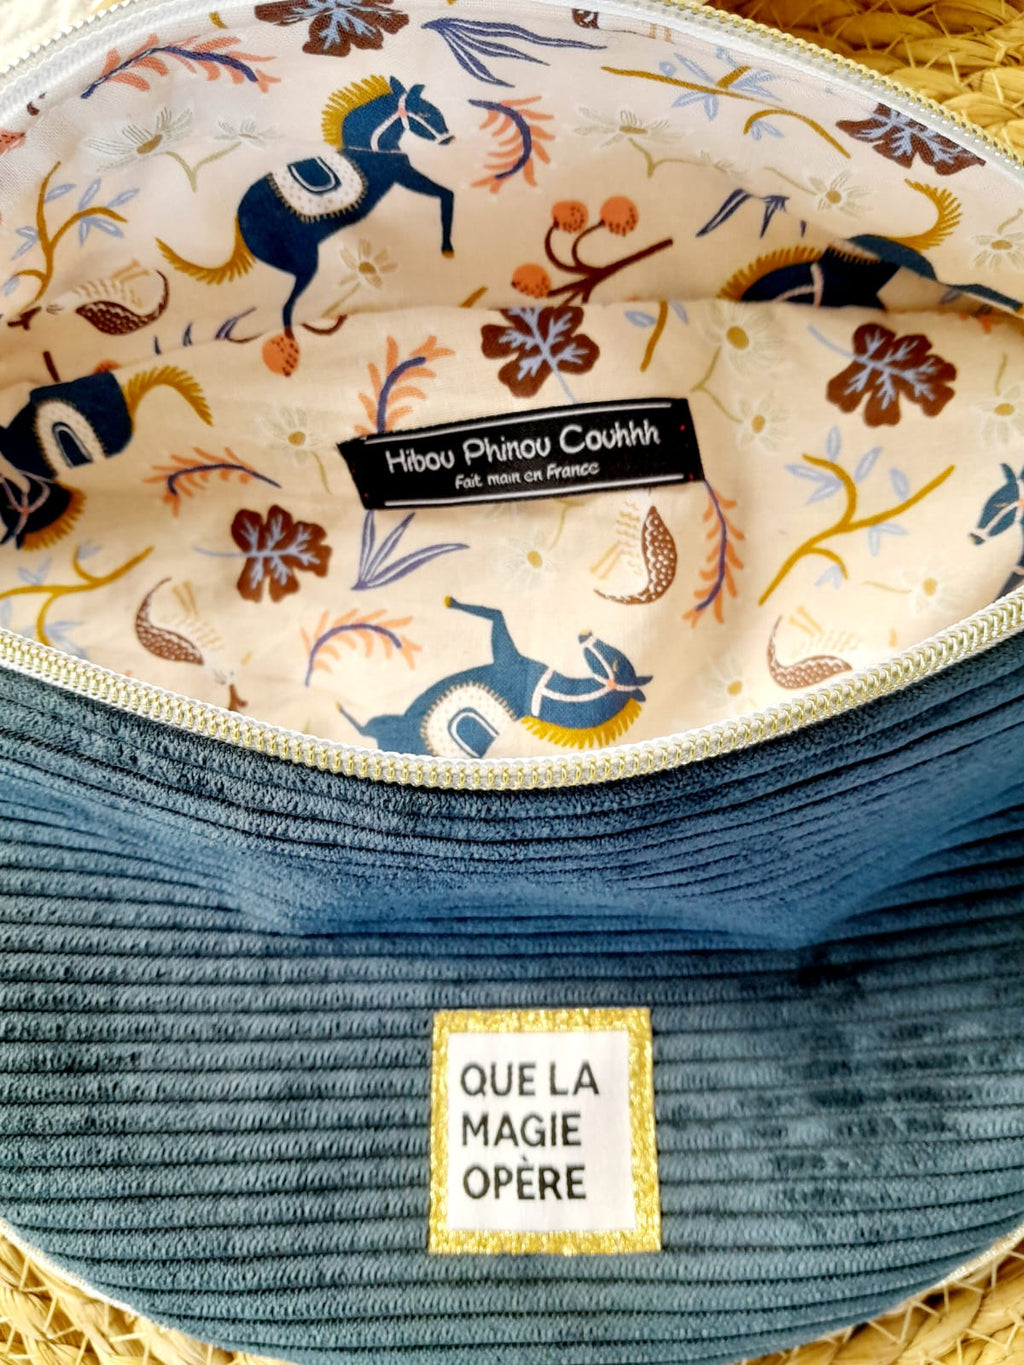 Hibou Phinou Couhhh
Fait main en France
QUE LA
MAGIE
OPÈRE